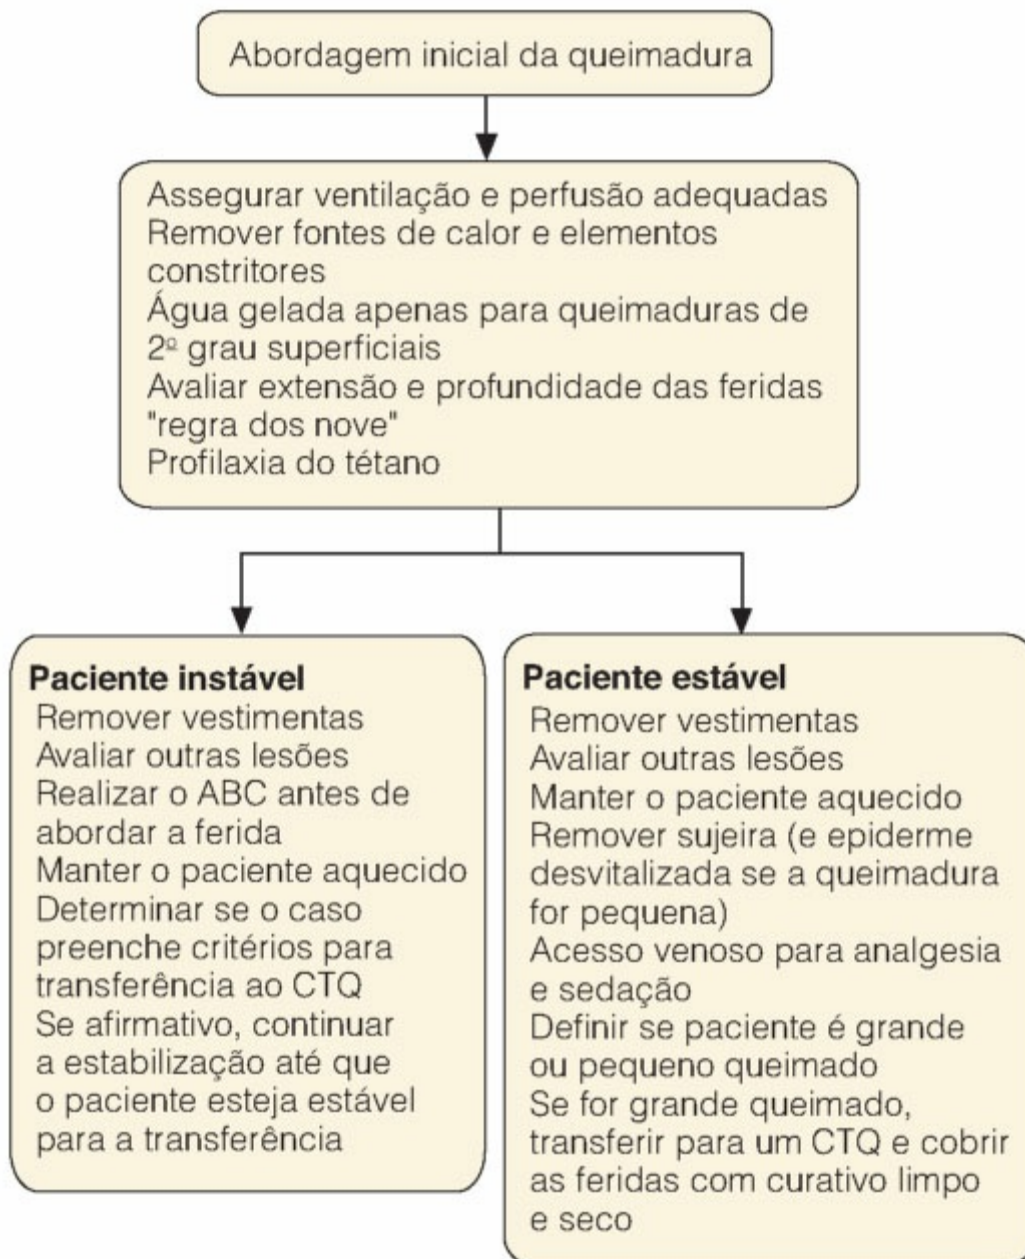 Abordagem inicial da queimadura
Assegurar ventilação e perfusão adequadas
Remover fontes de calor e elementos
constritores
Água gelada apenas para queimaduras de
2º grau superficiais
Avaliar extensão e profundidade das feridas
"regra dos nove"
Profilaxia do tétano
Paciente instável
Remover vestimentas
Avaliar outras lesões
Realizar o ABC antes de
abordar a ferida
Manter o paciente aquecido
Determinar se o caso
preenche critérios para
transferência ao CTQ
Se afirmativo, continuar
a estabilização até que
o paciente esteja estável
para a transferência
Paciente estável
Remover vestimentas
Avaliar outras lesões
Manter o paciente aquecido
Remover sujeira (e epiderme
desvitalizada se a queimadura
for pequena)
Acesso venoso para analgesia
e sedação
Definir se paciente é grande
ou pequeno queimado
Se for grande queimado,
transferir para um CTQ e cobrir
as feridas com curativo limpo
e seco